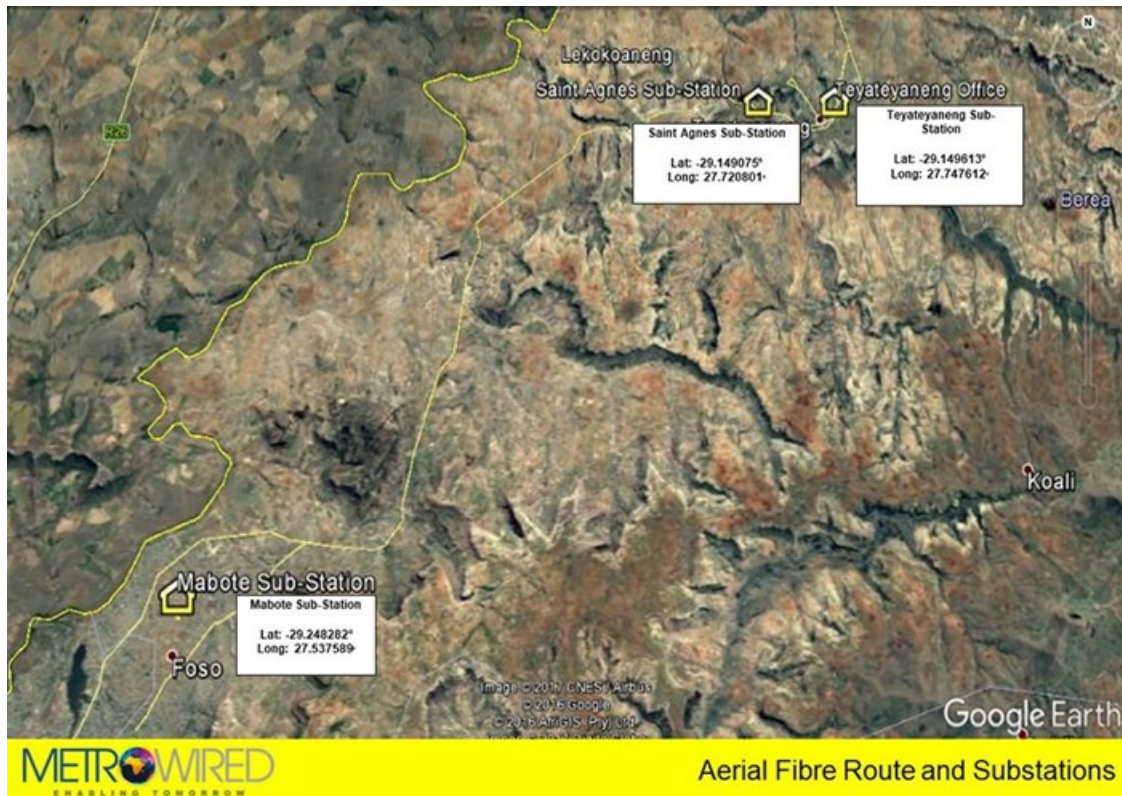 N
Lekokoaneng
Saint Agnes Sub-Station
Teyateyaneng Office
R26
Saint Agnes Sub-Station
Lat: -29.149075°
Long: 27.720801°
Teyateyaneng Sub-
Station
Lat: -29.149613°
Long: 27.747612°
Berea
Koali
Mabote Sub-Station
Mabote Sub-Station
Lat: -29.248282°
Long: 27.537589°
Foso
Image © 2017 CNES / Airbus
© 2016 Google
© 2016 AfriGIS (Pty) Ltd.
Google Earth
METROWIRED
ENABLING TOMORROW
Aerial Fibre Route and Substations